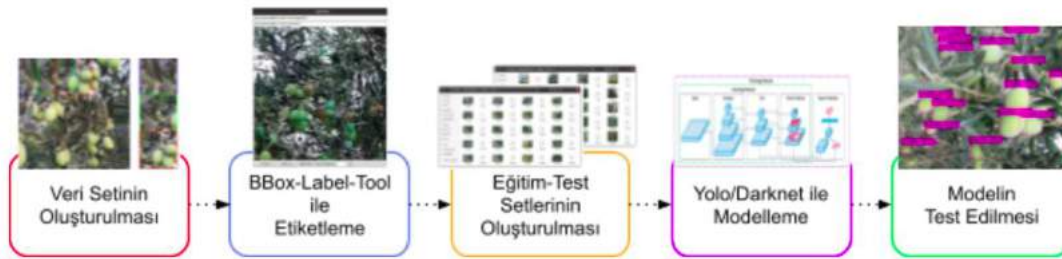 Veri Setinin
Oluşturulması
BBox-Label-Tool
ile
Etiketleme
Eğitim-Test
Setlerinin
Oluşturulması
Yolo/Darknet ile
Modelleme
Modelin
Test Edilmesi